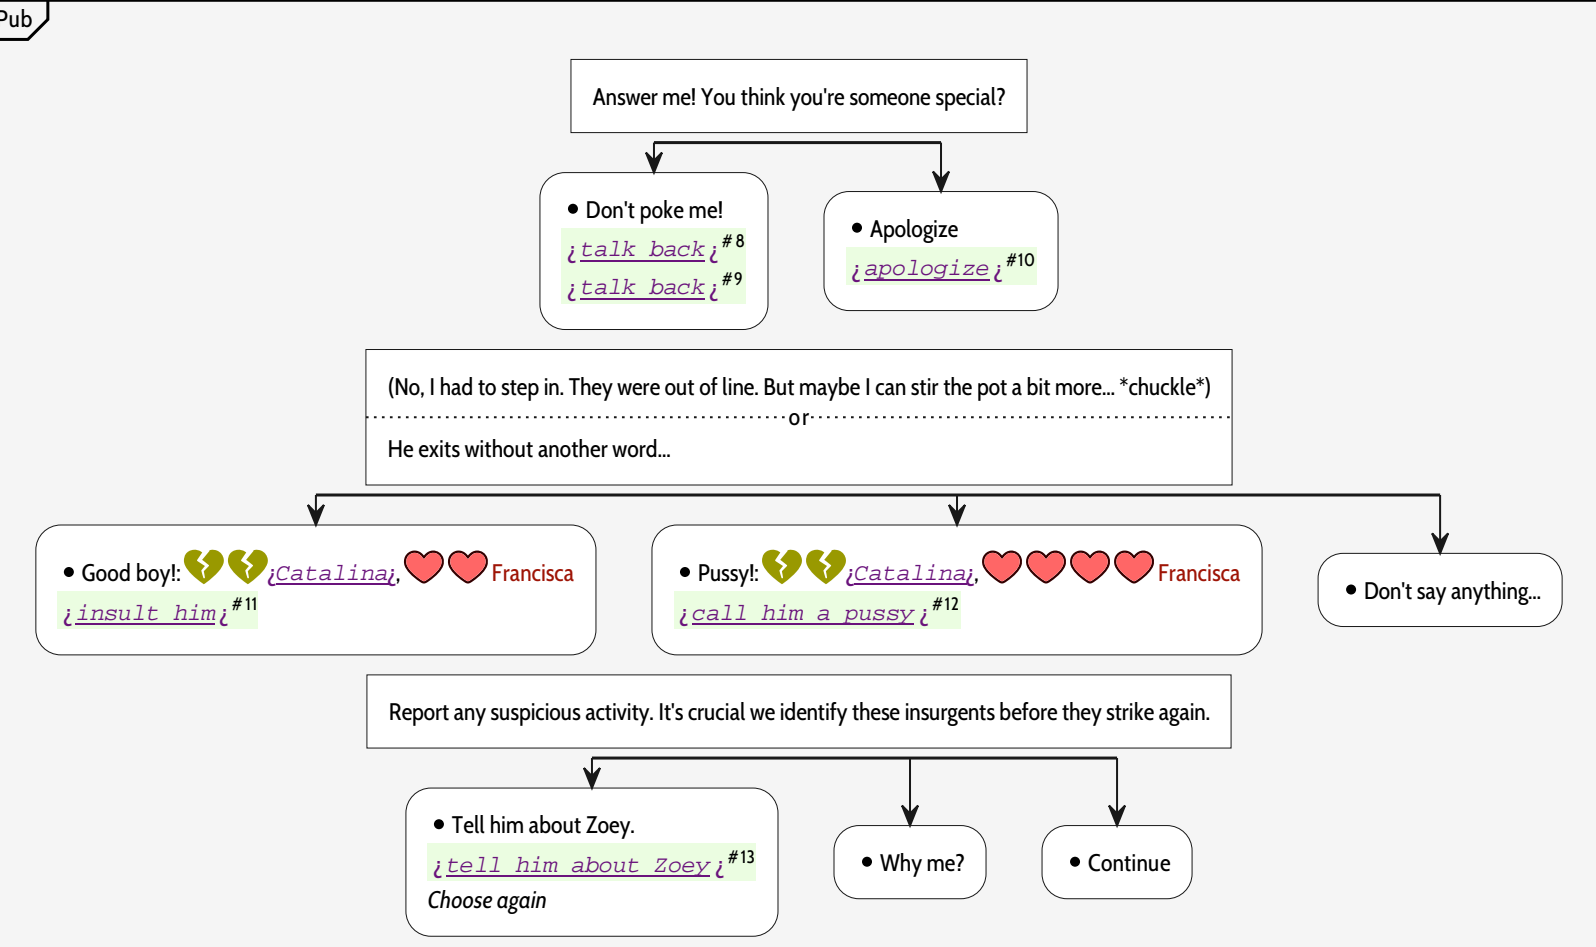 Pub
Answer me! You think you're someone special?
• Don't poke me!
¿talk back¿#8
¿talk back¿#9
• Apologize
¿apologize¿#10
(No, I had to step in. They were out of line. But maybe I can stir the pot a bit more... *chuckle*)
or
He exits without another word...
• Good boy!: ¿Catalina¿, Francisca
¿insult him¿#11
• Pussy!: ¿Catalina¿, Francisca
¿call him a pussy¿#12
• Don't say anything...
Report any suspicious activity. It's crucial we identify these insurgents before they strike again.
• Tell him about Zoey.
¿tell him about Zoey¿#13
Choose again
• Why me?
• Continue